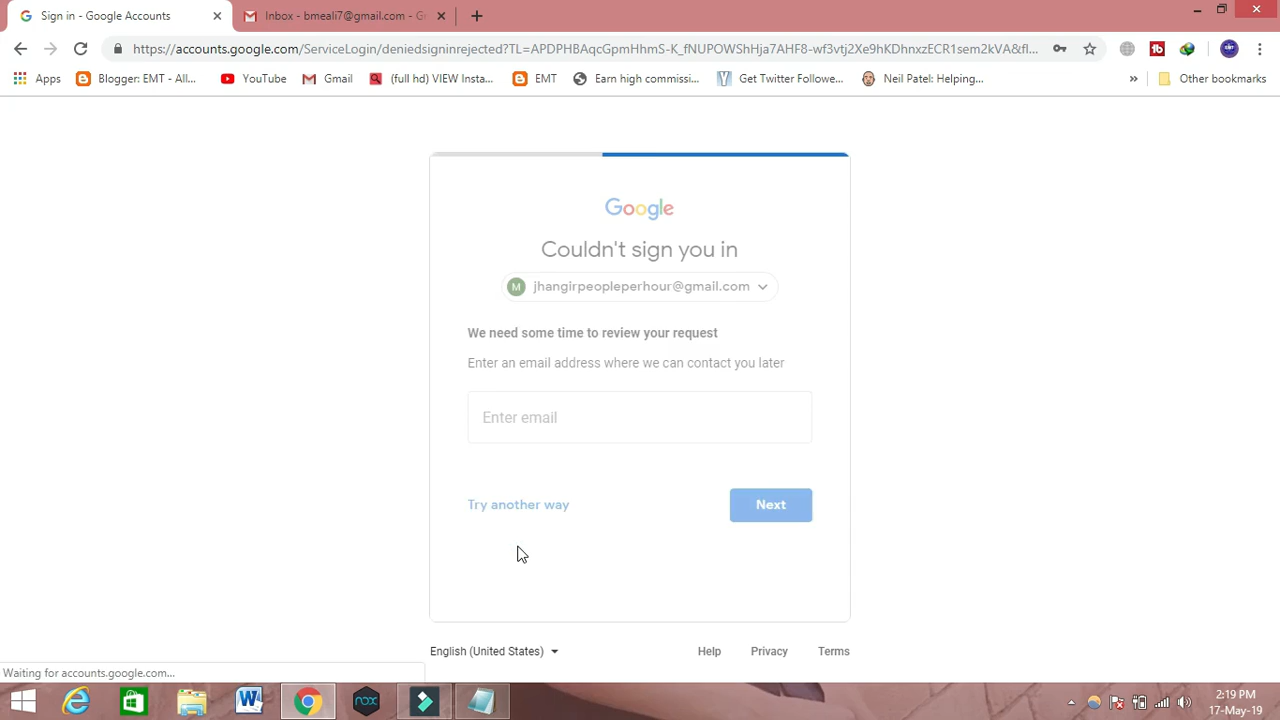 Sign in - Google Accounts
Inbox - bmeali7@gmail.com - G
https://accounts.google.com/ServiceLogin/deniedsigninrejected?TL=APDPHBAqcGpmHhmS-K_fNUPOWShHja7AHF8-wf3vtj2Xe9hKDhnxzECR1sem2kVA&fl...
Apps
Blogger: EMT - All...
YouTube
Gmail
(full hd) VIEW Insta...
EMT
Earn high commissi...
Get Twitter Followe...
Neil Patel: Helping...
»
Other bookmarks
Google
Couldn't sign you in
M jhangirpeopleperhour@gmail.com
We need some time to review your request
Enter an email address where we can contact you later
Enter email
Try another way
Next
English (United States)
Help
Privacy
Terms
Waiting for accounts.google.com...
nox
2:19 PM
17-May-19